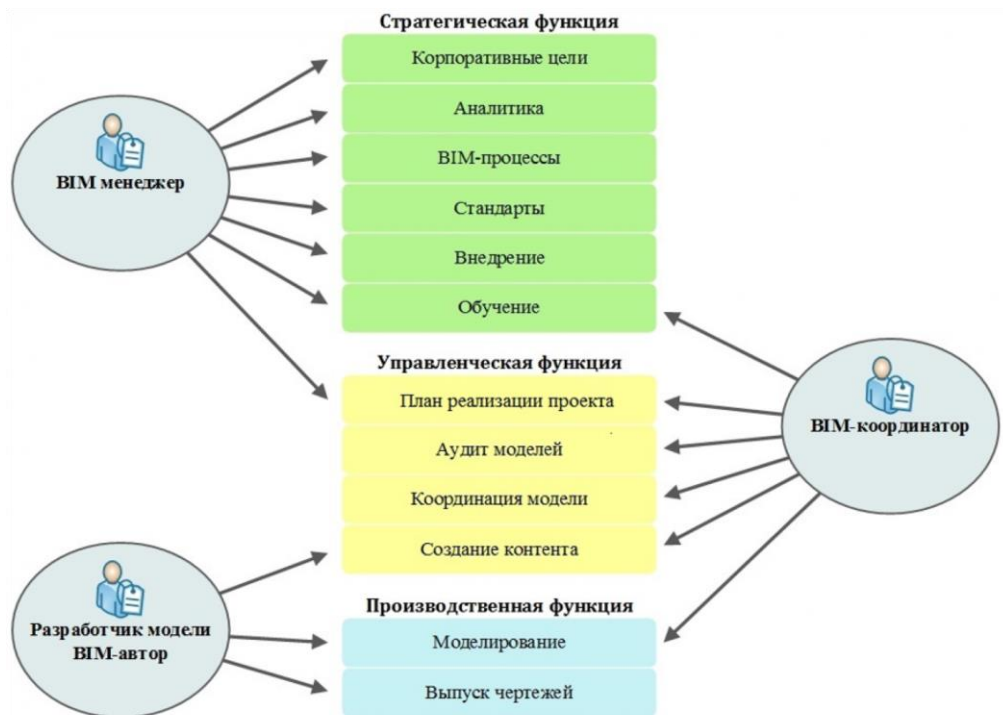 Стратегическая функция
Корпоративные цели
Аналитика
BIM-процессы
Стандарты
Внедрение
Обучение
BIM менеджер
Управленческая функция
План реализации проекта
Аудит моделей
Координация модели
Создание контента
BIM-координатор
Производственная функция
Моделирование
Выпуск чертежей
Разработчик модели
BIM-автор